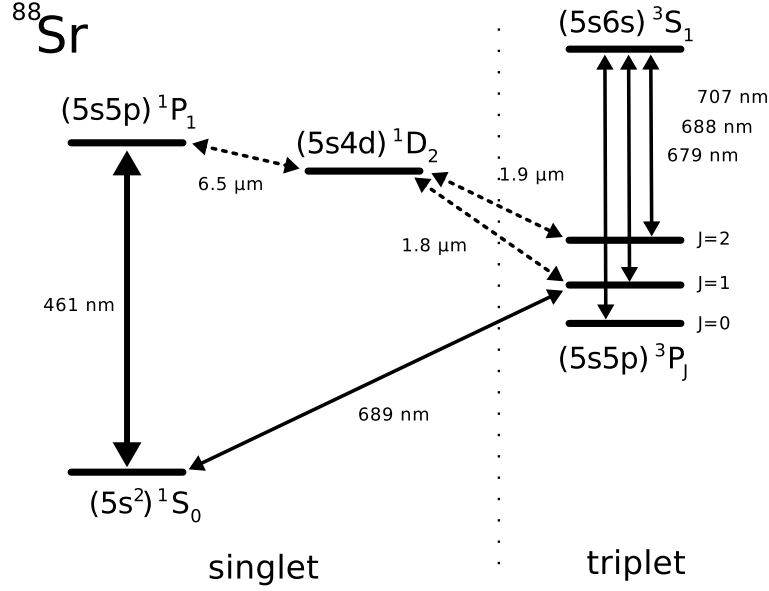 ⁸⁸Sr
(5s6s) ³S₁
707 nm
688 nm
679 nm
(5s5p) ¹P₁
(5s4d) ¹D₂
6.5 µm
1.9 µm
1.8 µm
J=2
J=1
J=0
461 nm
(5s5p) ³P_J
689 nm
(5s²) ¹S₀
singlet
triplet